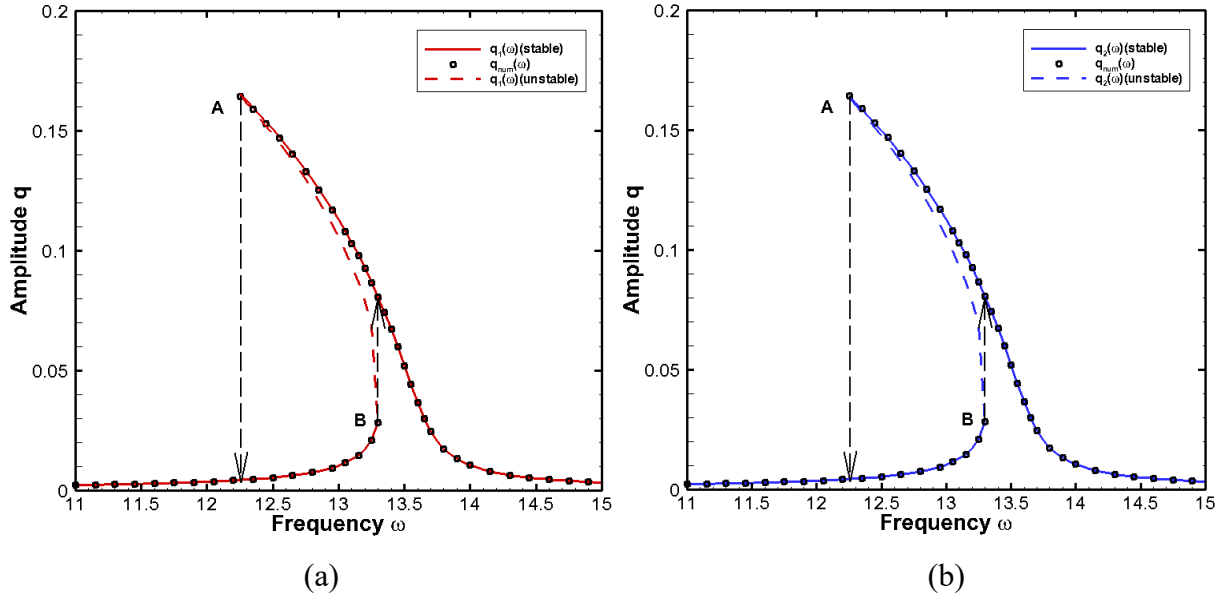 0.2
q₁(ω)(stable)
qₙᵤₘ(ω)
q₁(ω)(unstable)
A
0.15
Amplitude q
0.1
0.05
B
0
11 11.5 12 12.5 13 13.5 14 14.5 15
Frequency ω
(a)
0.2
q₂(ω)(stable)
qₙᵤₘ(ω)
q₂(ω)(unstable)
A
0.15
Amplitude q
0.1
0.05
B
0
11 11.5 12 12.5 13 13.5 14 14.5 15
Frequency ω
(b)